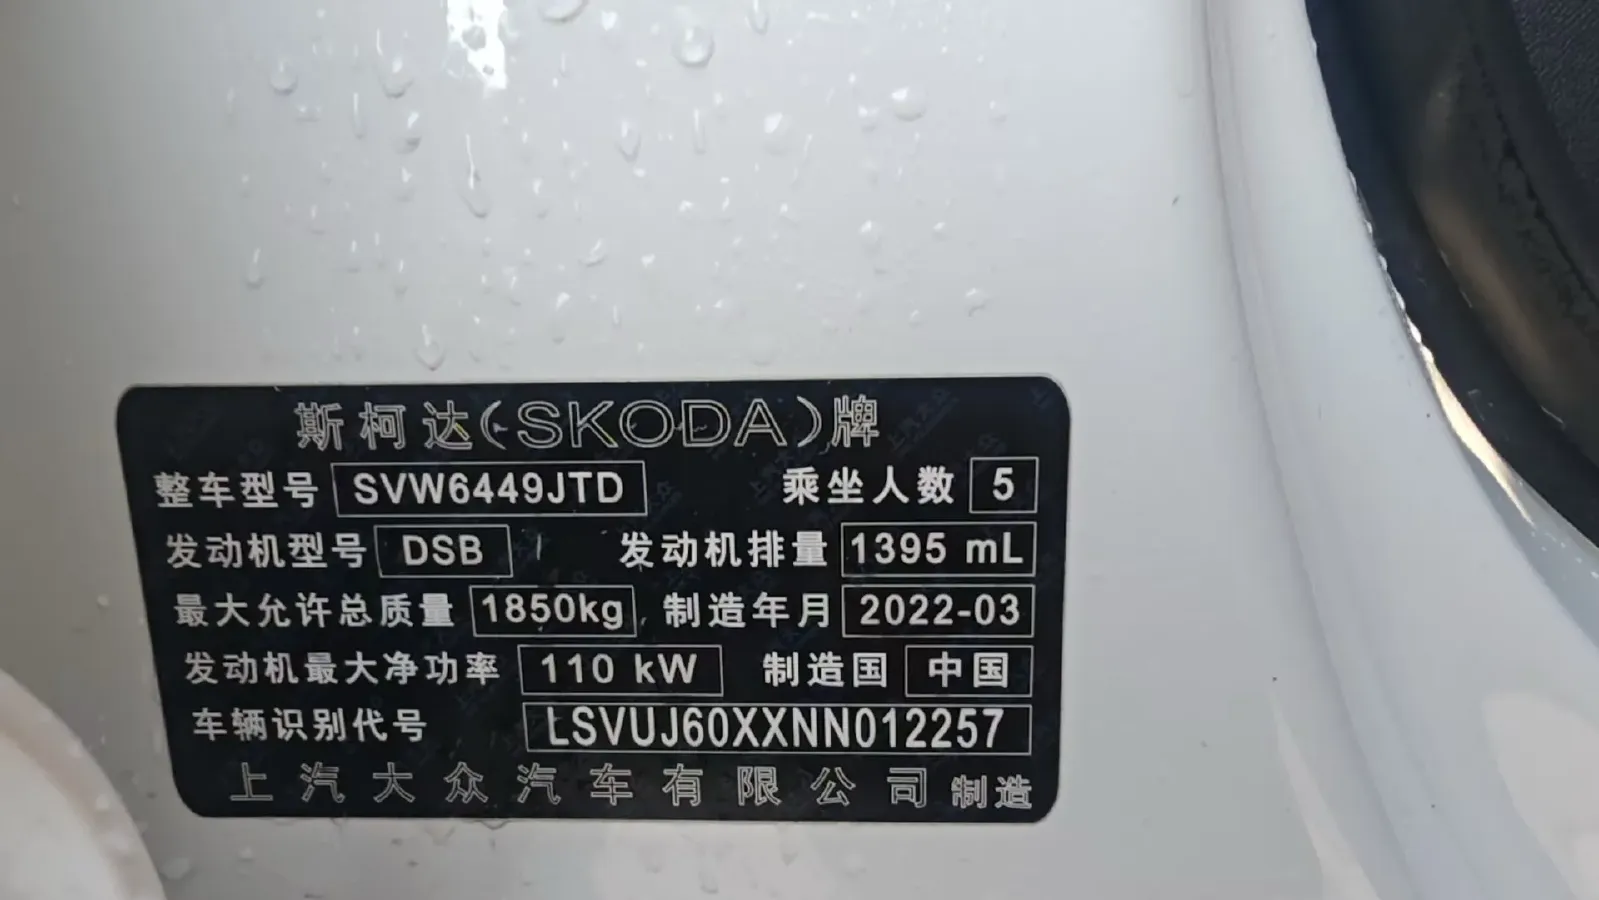 斯柯达(SKODA)牌
整车型号 SVW6449JTD 乘坐人数 5
发动机型号 DSB 发动机排量 1395 mL
最大允许总质量 1850kg 制造年月 2022-03
发动机最大净功率 110 kW 制造国 中国
车辆识别代号 LSVUJ60XXNN012257
上汽大众汽车有限公司 制造